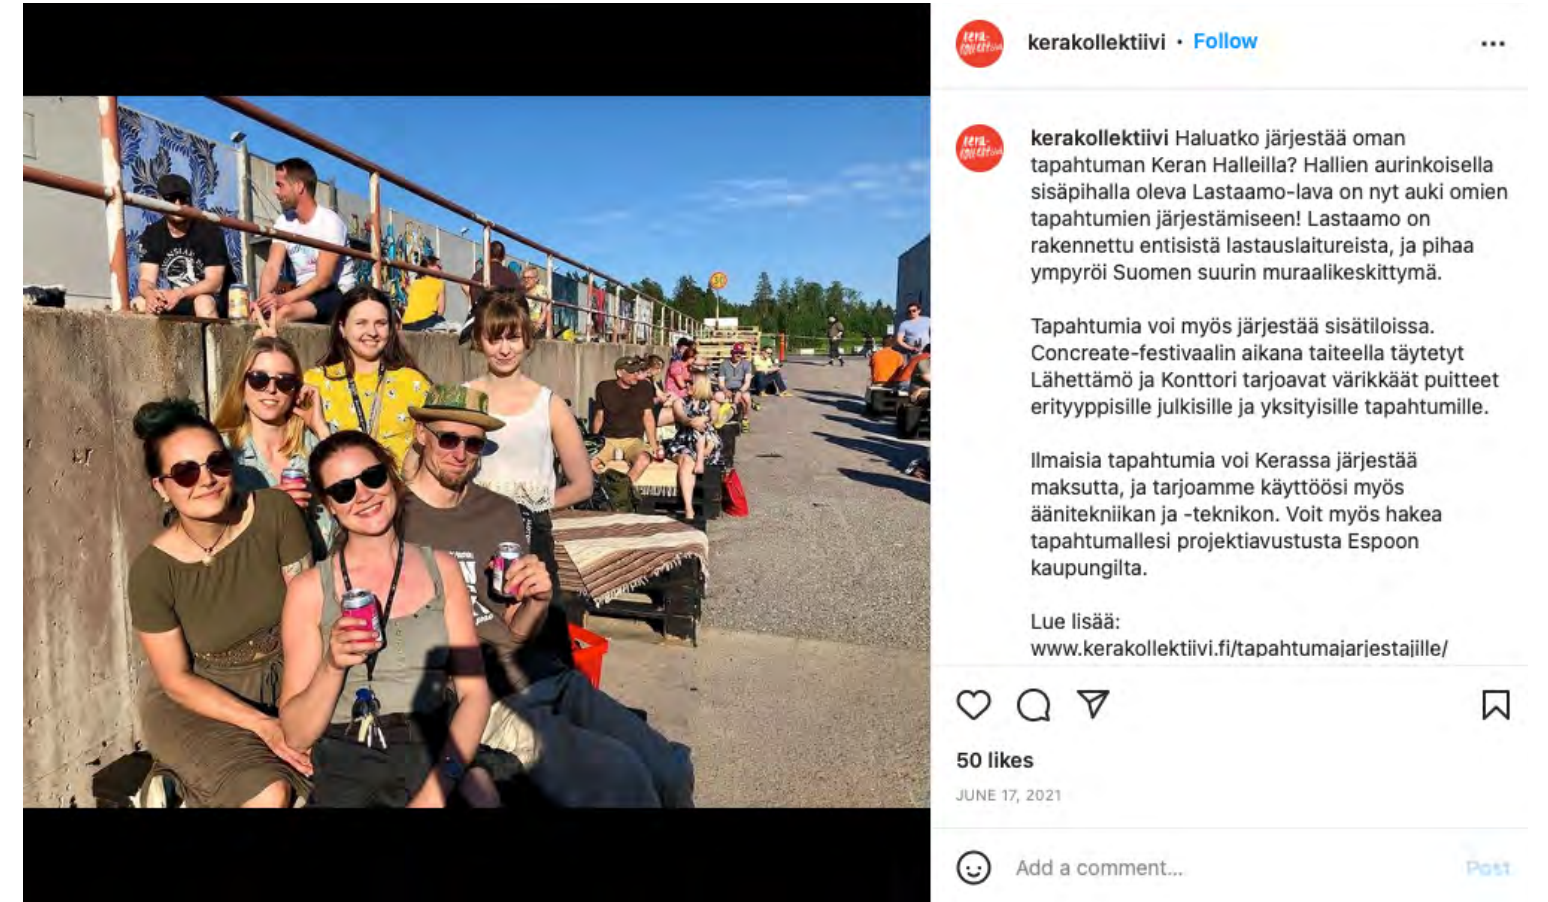 kerakollektiivi • Follow
kerakollektiivi Haluatko järjestää oman
tapahtuman Keran Halleilla? Hallien aurinkoisella
sisäpihalla oleva Lastaamo-lava on nyt auki omien
tapahtumien järjestämiseen! Lastaamo on
rakennettu entisistä lastauslaitureista, ja pihaa
ympyröi Suomen suurin muraalikeskittymä.
Tapahtumia voi myös järjestää sisätiloissa.
Concreate-festivaalin aikana taiteella täytetyt
Lähettämö ja Konttori tarjoavat värikkäät puitteet
erityyppisille julkisille ja yksityisille tapahtumille.
Ilmaisia tapahtumia voi Kerassa järjestää
maksutta, ja tarjoamme käyttöösi myös
äänitekniikan ja -teknikon. Voit myös hakea
tapahtumallesi projektiavustusta Espoon
kaupungilta.
Lue lisää:
www.kerakollektiivi.fi/tapahtumajarjestajille/
50 likes
JUNE 17, 2021
Add a comment...
Post